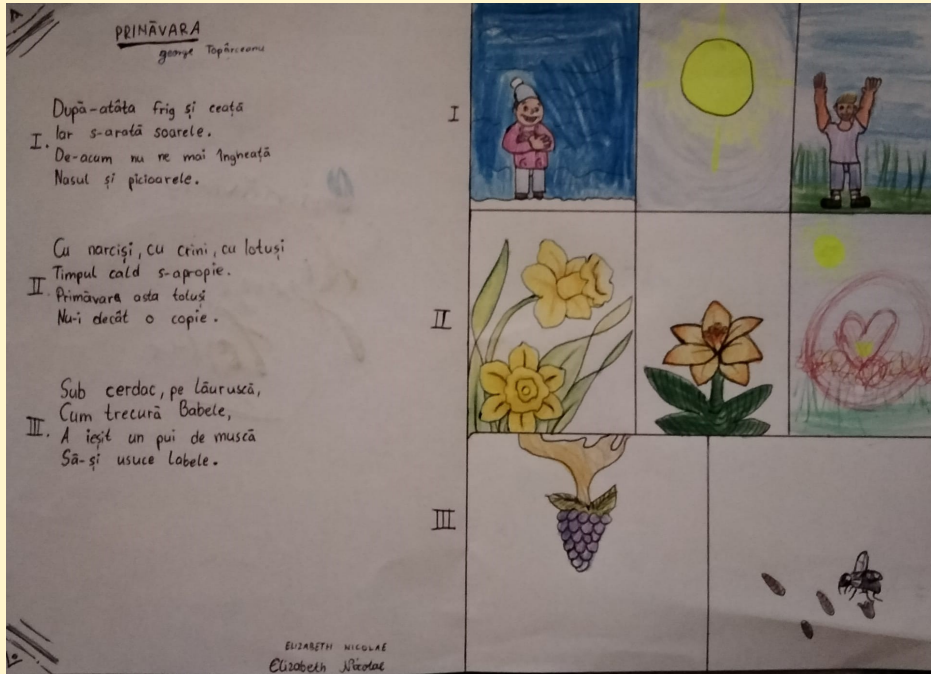 PRIMĂVARA
george Topârceanu
După-atâta frig și ceață
Iar s-arată soarele.
I.
De-acum nu ne mai îngheață
Nasul și picioarele.
Cu narciși, cu crini, cu lotuși
Timpul cald s-apropie.
II.
Primăvara asta totuși
Nu-i decât o copie.
Sub cerdac, pe lăuruscă,
Cum trecură Babele,
III.
A ieșit un pui de muscă
Să-și usuce labele.
ELIZABETH NICOLAE
Elizabeth Nicolae
I
II
III